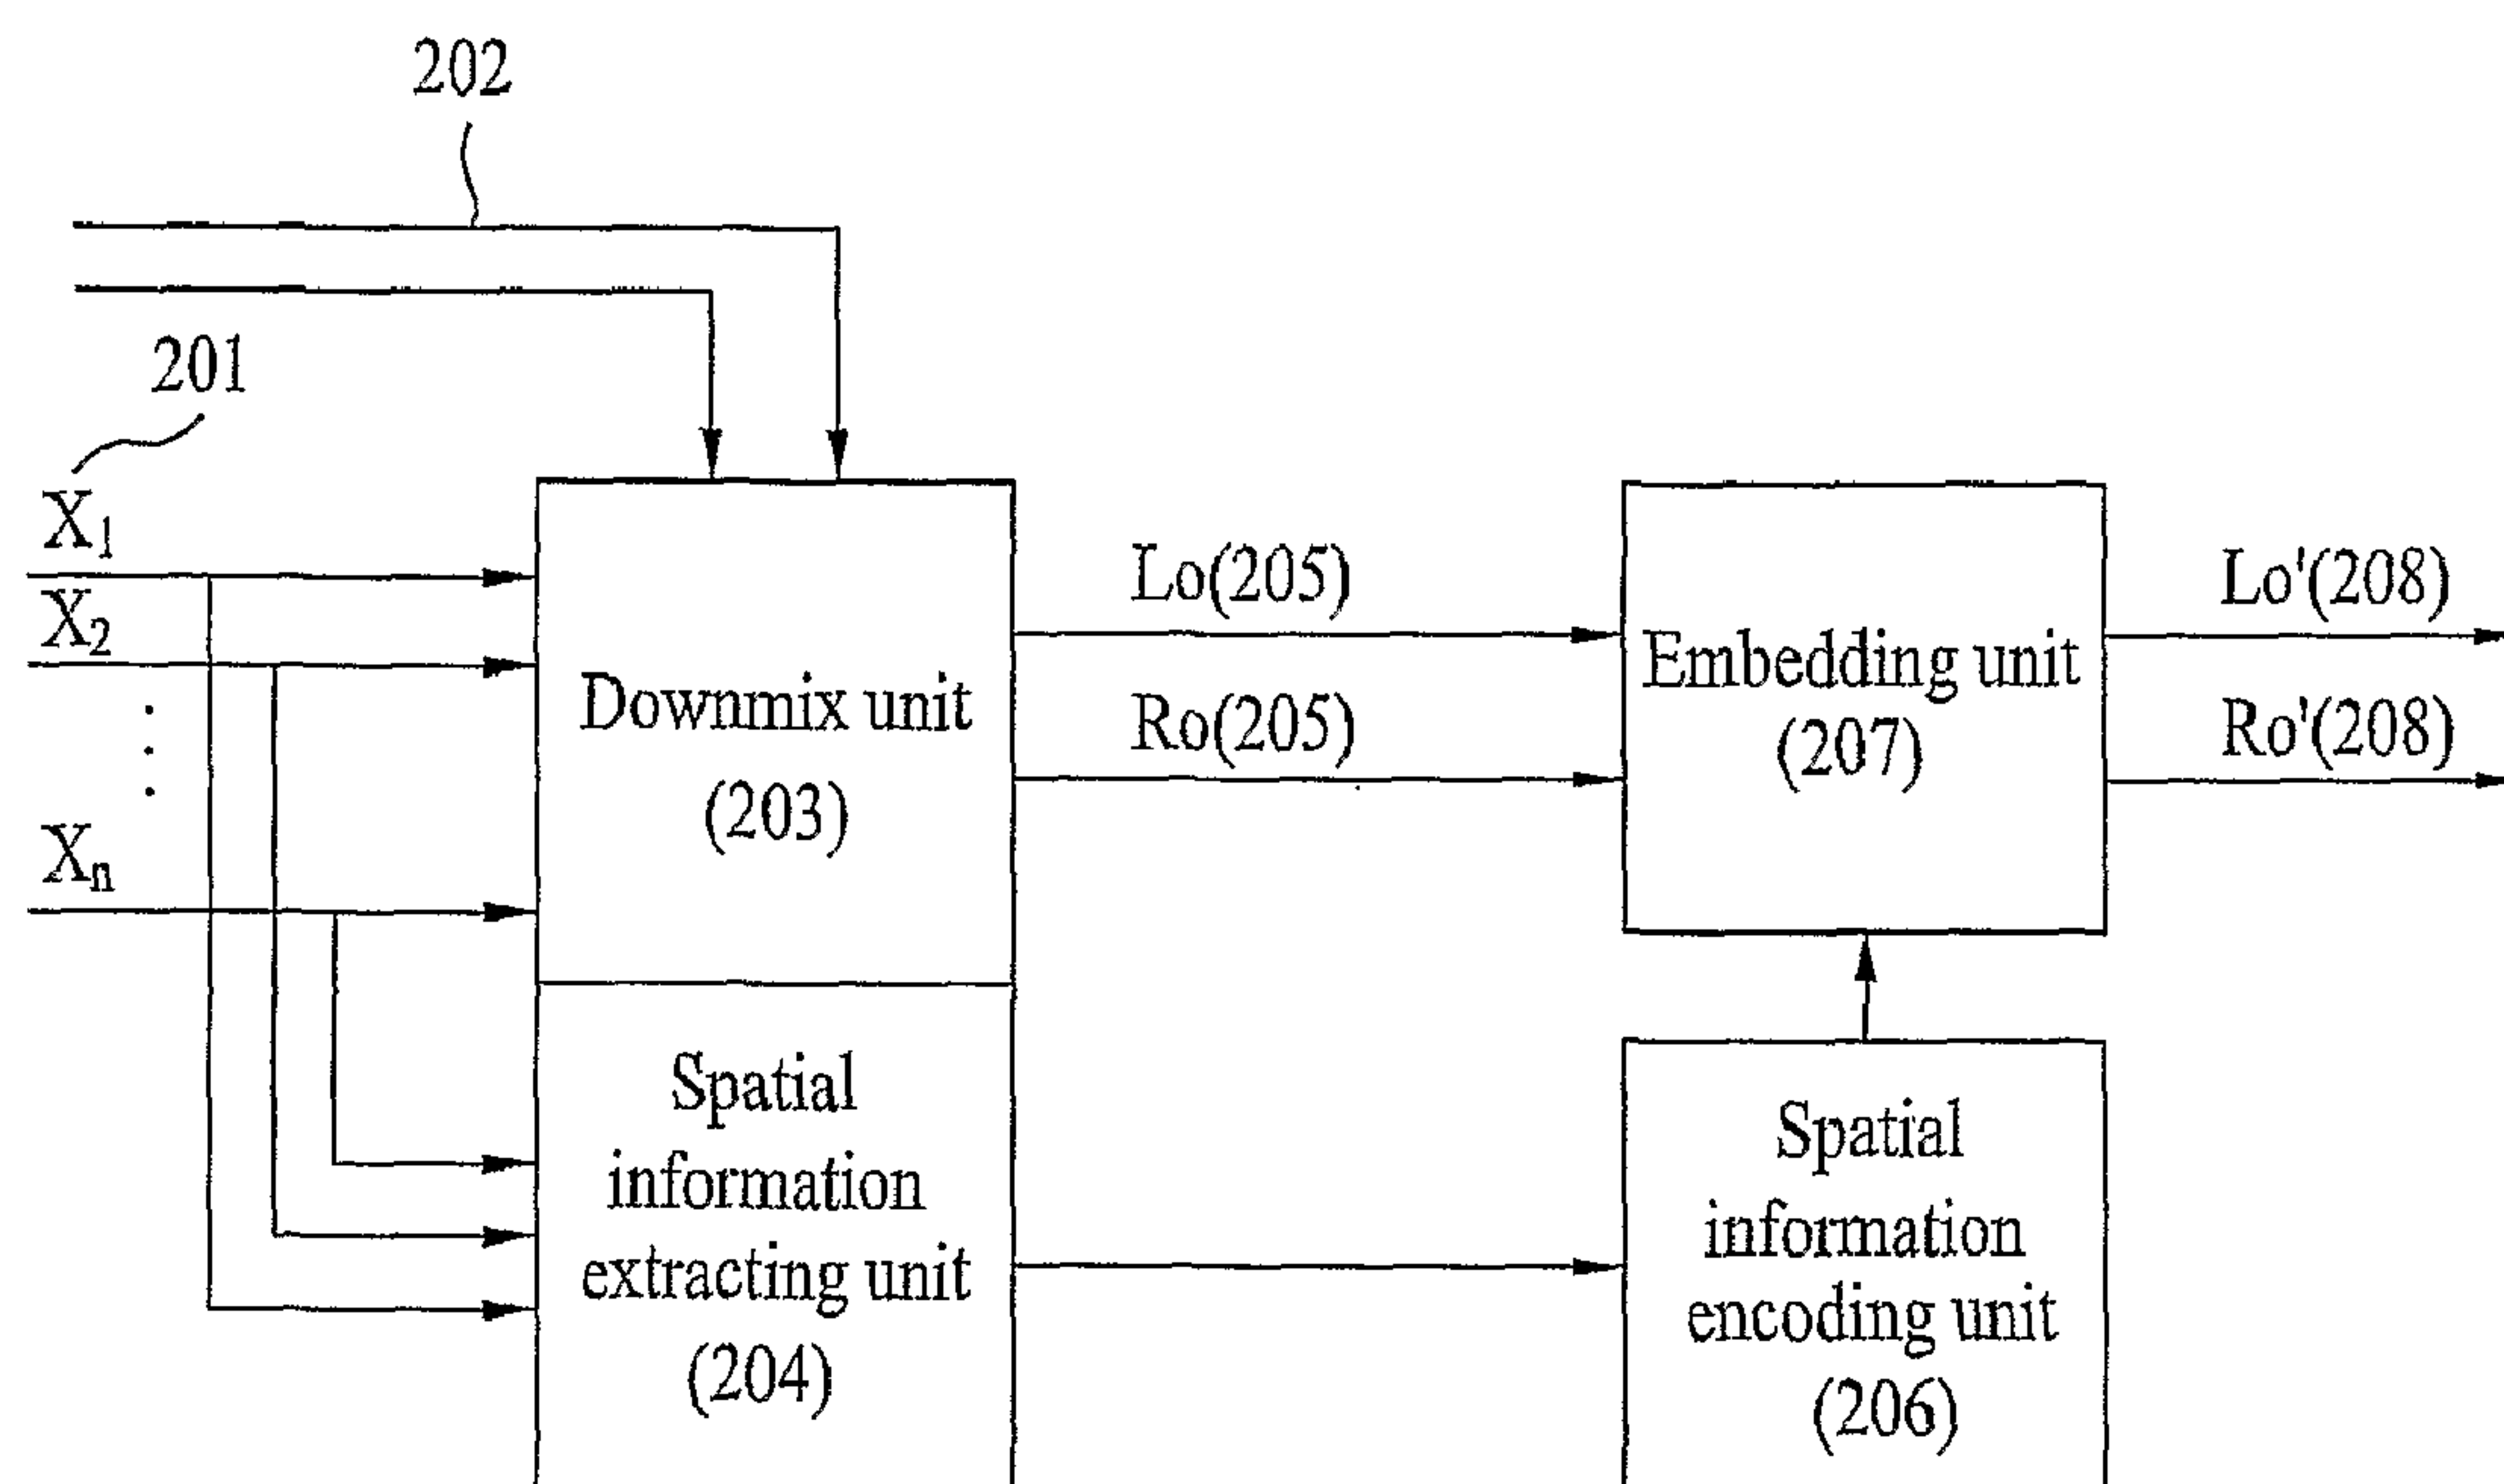 202
201
X1
X2
Xn
Downmix unit
(203)
Lo(205)
Ro(205)
Embedding unit
(207)
Lo'(208)
Ro'(208)
Spatial
information
extracting unit
(204)
Spatial
information
encoding unit
(206)